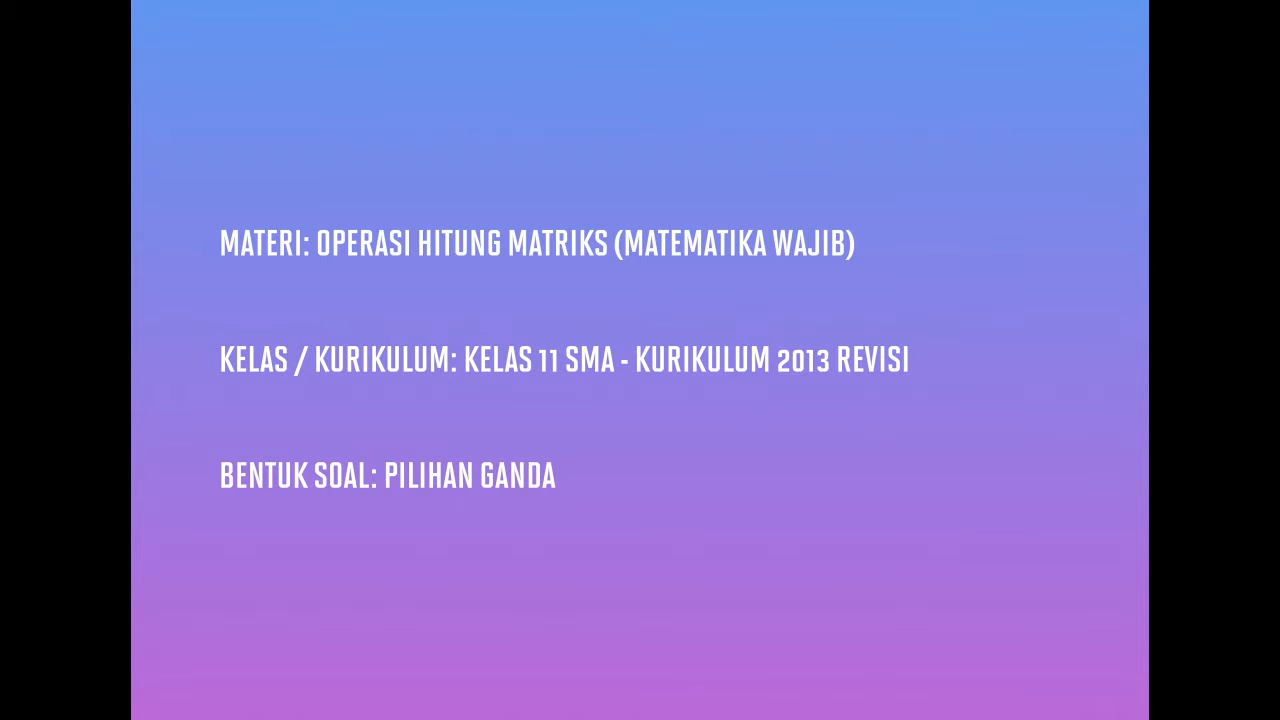 MATERI: OPERASI HITUNG MATRIKS (MATEMATIKA WAJIB)
KELAS / KURIKULUM: KELAS 11 SMA - KURIKULUM 2013 REVISI
BENTUK SOAL: PILIHAN GANDA